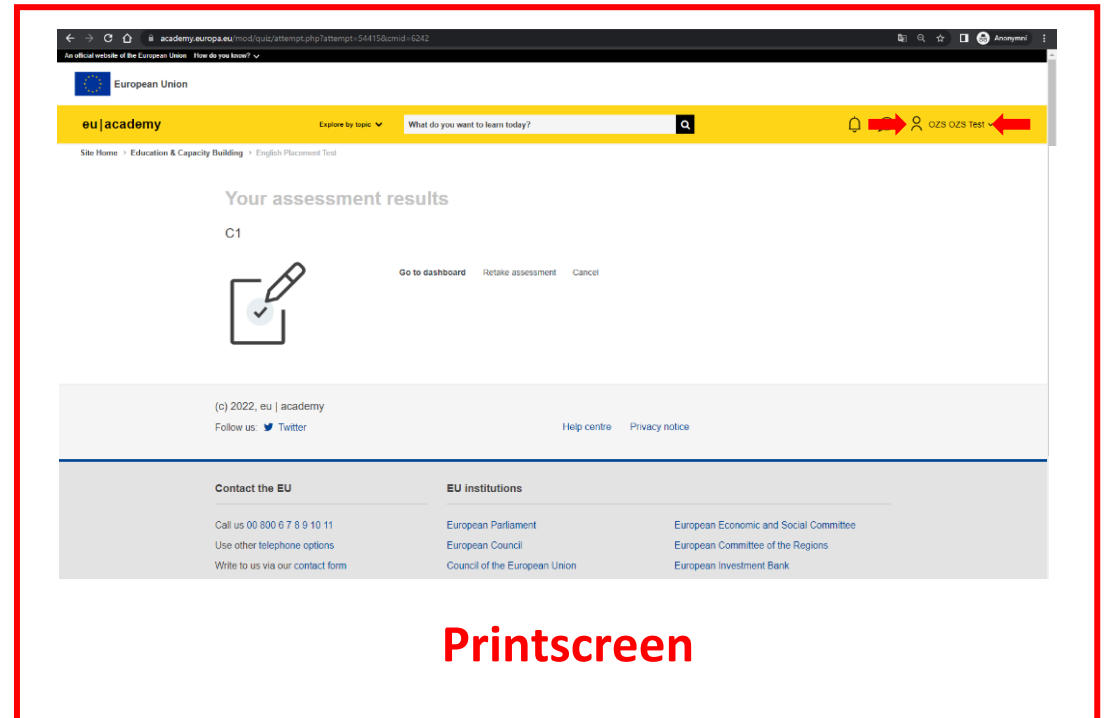 academy.europa.eu/mod/quiz/attempt.php?attempt=54415&cmid=6242 Anonymní
An official website of the European Union How do you know?
European Union
eu|academy Explore by topic What do you want to learn today? OZS OZS Test
Site Home > Education & Capacity Building > English Placement Test
Your assessment results
C1
Go to dashboard Retake assessment Cancel
(c) 2022, eu | academy
Follow us: Twitter Help centre Privacy notice
Contact the EU EU institutions
Call us 00 800 6 7 8 9 10 11 European Parliament European Economic and Social Committee
Use other telephone options European Council European Committee of the Regions
Write to us via our contact form Council of the European Union European Investment Bank
Printscreen